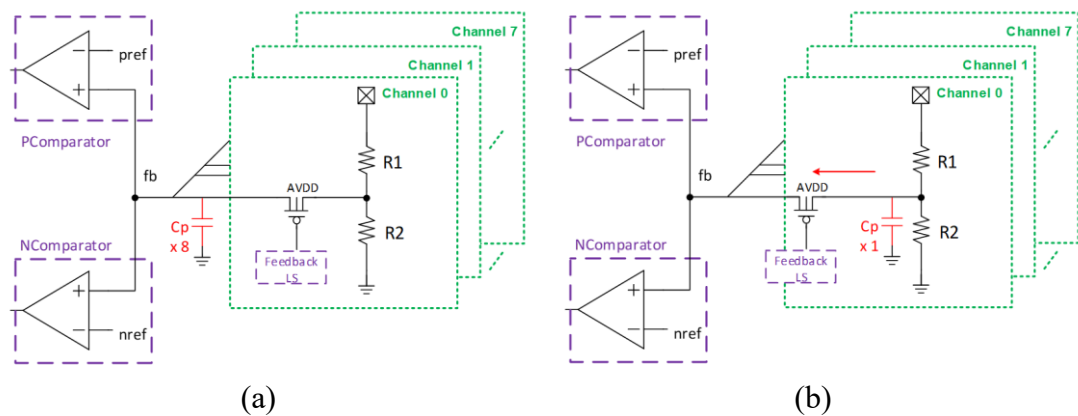 Channel 7
Channel 1
Channel 0
pref
PComparator
R1
fb
AVDD
Cp
x 8
R2
NComparator
Feedback
LS
nref
(a)
Channel 7
Channel 1
Channel 0
pref
PComparator
R1
fb
AVDD
Cp
x 1
R2
NComparator
Feedback
LS
nref
(b)